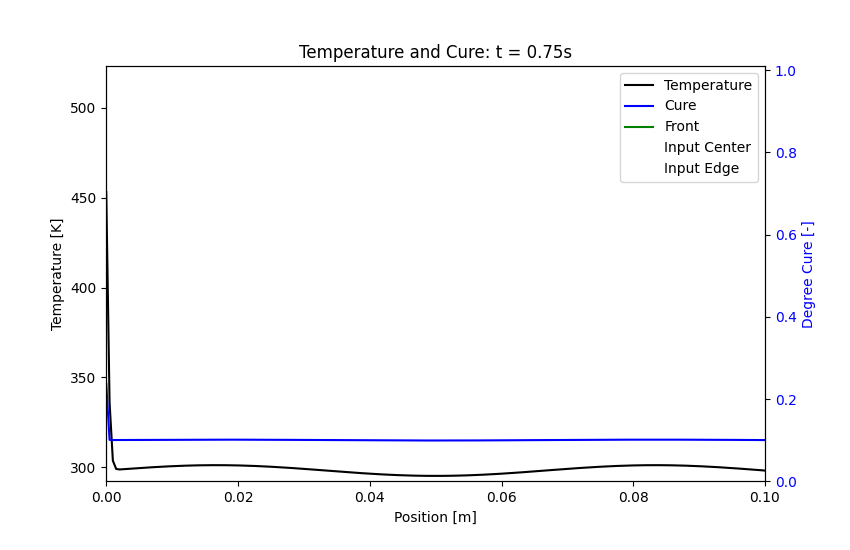 Temperature and Cure: t = 0.75s
Temperature [K]
500
450
400
350
300
Temperature
Cure
Front
Input Center
Input Edge
1.0
0.8
0.6
0.4
0.2
0.0
Degree Cure [-]
0.00 0.02 0.04 0.06 0.08 0.10
Position [m]